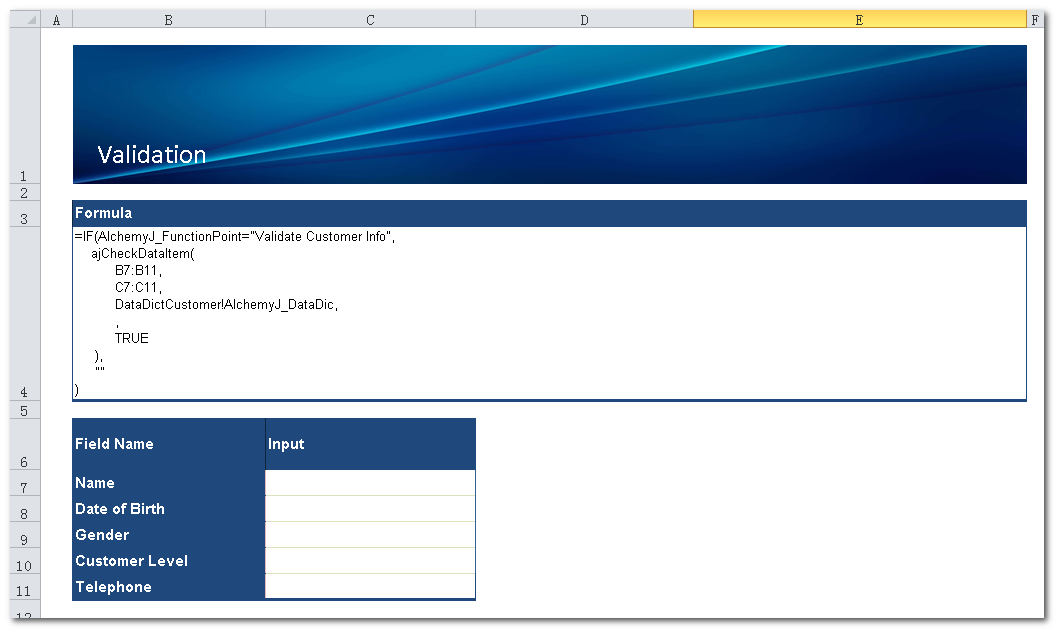 A B C D E F
1 Validation
2
3 Formula
=IF(AlchemyJ_FunctionPoint="Validate Customer Info",
ajCheckDataItem(
B7:B11,
C7:C11,
DataDictCustomer!AlchemyJ_DataDic,
,
TRUE
),
""
4 )
5
6 Field Name Input
7 Name
8 Date of Birth
9 Gender
10 Customer Level
11 Telephone
12